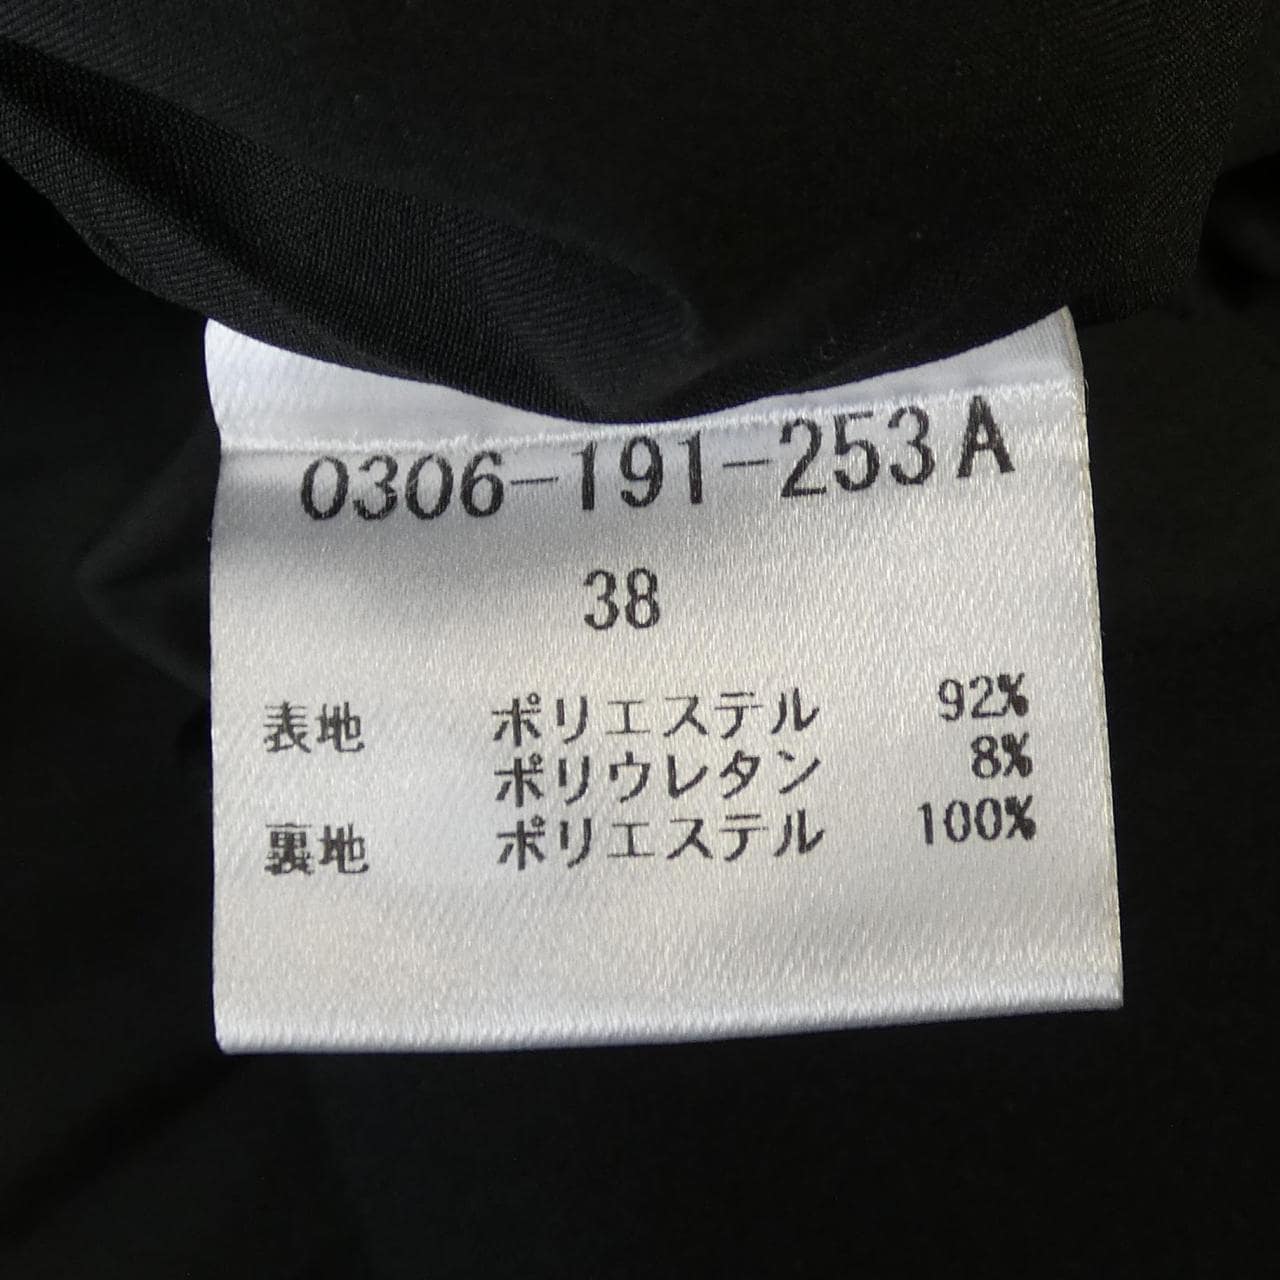 0306-191-253A
38
表地 ポリエステル 92%
ポリウレタン 8%
裏地 ポリエステル 100%